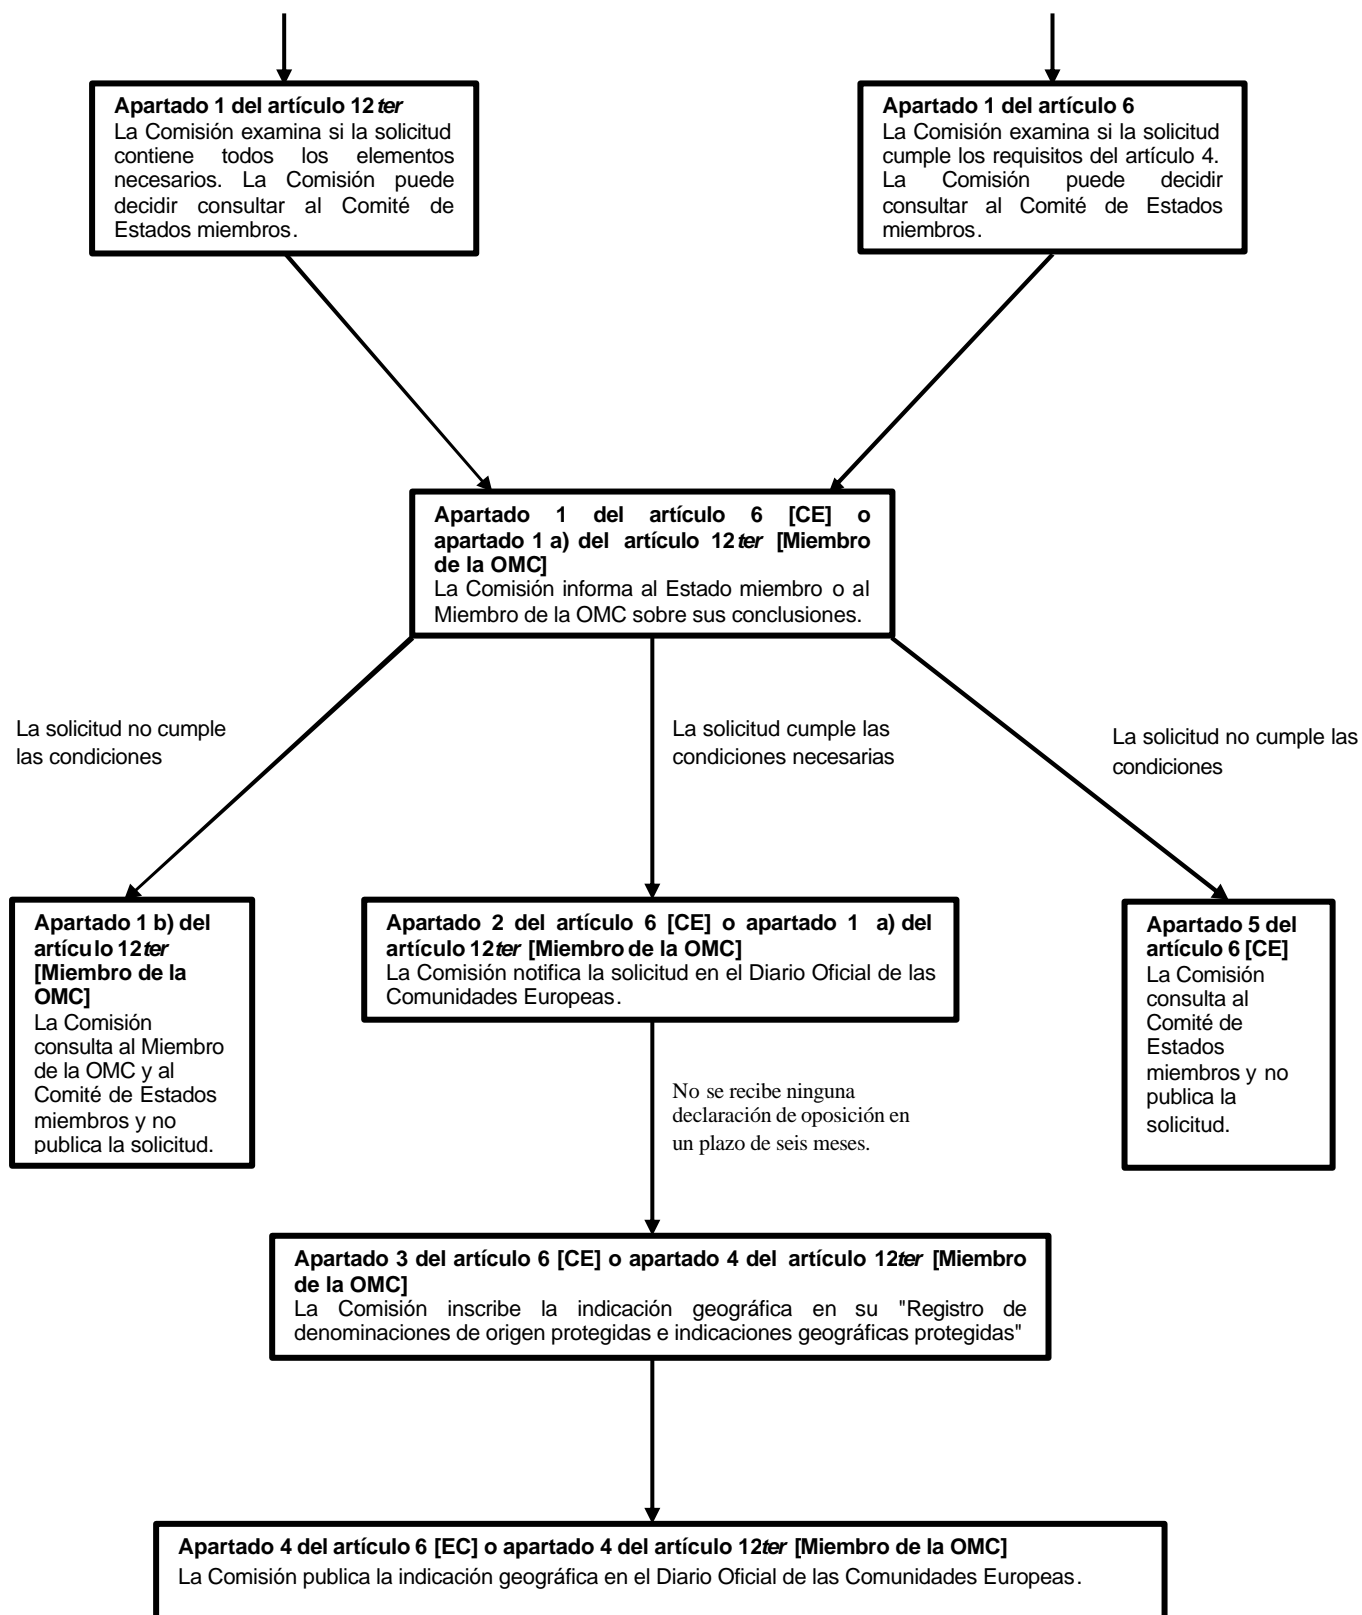 Apartado 1 del artículo 12 ter
La Comisión examina si la solicitud
contiene todos los elementos
necesarios. La Comisión puede
decidir consultar al Comité de
Estados miembros.
Apartado 1 del artículo 6
La Comisión examina si la solicitud
cumple los requisitos del artículo 4.
La Comisión puede decidir
consultar al Comité de Estados
miembros.
Apartado 1 del artículo 6 [CE] o
apartado 1 a) del artículo 12 ter [Miembro
de la OMC]
La Comisión informa al Estado miembro o al
Miembro de la OMC sobre sus conclusiones.
La solicitud no cumple
las condiciones
La solicitud cumple las
condiciones necesarias
La solicitud no cumple las
condiciones
Apartado 1 b) del
artículo 12ter
[Miembro de la
OMC]
La Comisión
consulta al Miembro
de la OMC y al
Comité de Estados
miembros y no
publica la solicitud.
Apartado 2 del artículo 6 [CE] o apartado 1 a) del
artículo 12ter [Miembro de la OMC]
La Comisión notifica la solicitud en el Diario Oficial de las
Comunidades Europeas.
Apartado 5 del
artículo 6 [CE]
La Comisión
consulta al
Comité de
Estados
miembros y no
publica la
solicitud.
No se recibe ninguna
declaración de oposición en
un plazo de seis meses.
Apartado 3 del artículo 6 [CE] o apartado 4 del artículo 12ter [Miembro
de la OMC]
La Comisión inscribe la indicación geográfica en su "Registro de
denominaciones de origen protegidas e indicaciones geográficas protegidas"
Apartado 4 del artículo 6 [EC] o apartado 4 del artículo 12ter [Miembro de la OMC]
La Comisión publica la indicación geográfica en el Diario Oficial de las Comunidades Europeas.